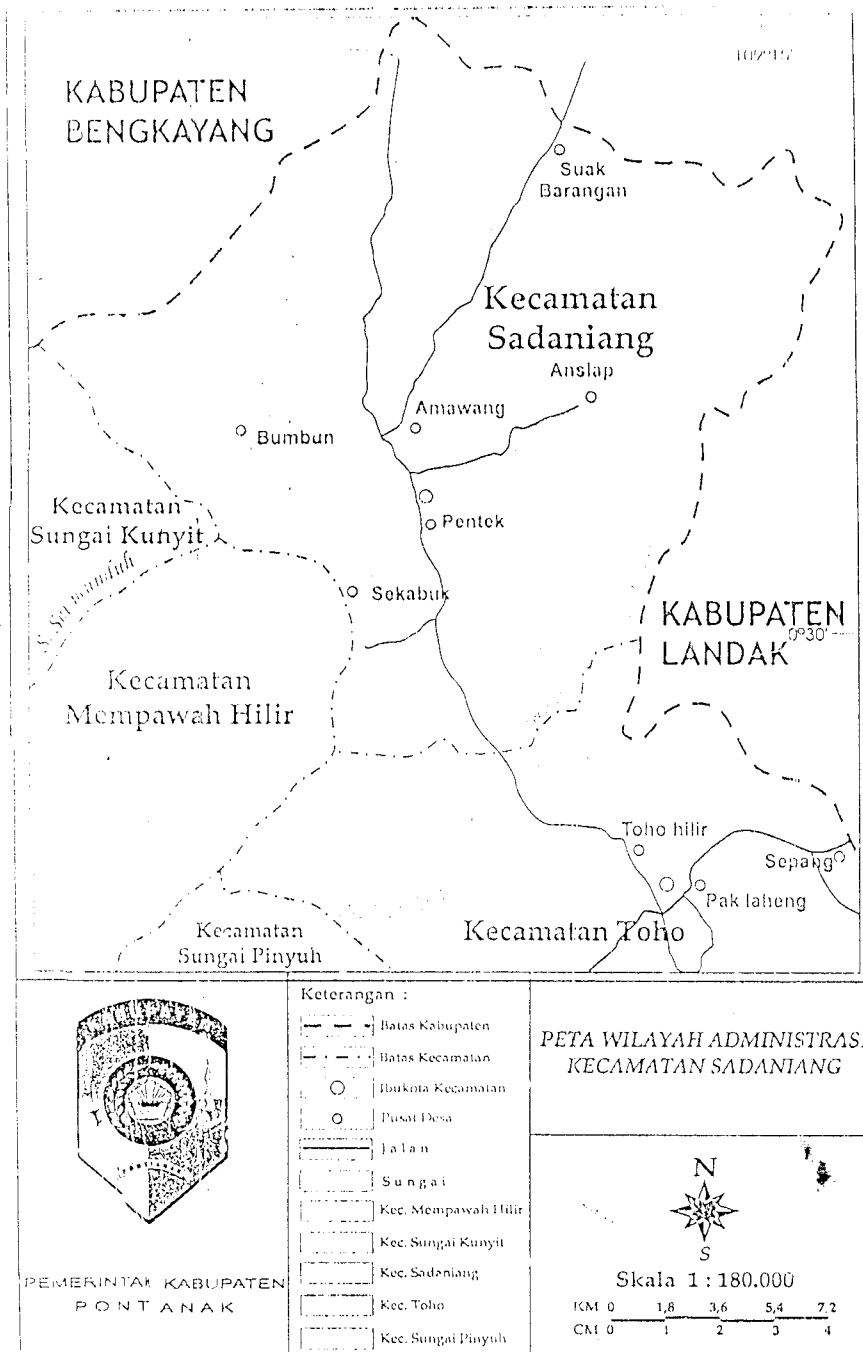 KABUPATEN
BENGKAYANG
109°15'
Suak
Barangan
Kecamatan
Sadaniang
Anslap
Amawang
Bumbun
Kecamatan
Sungai Kunyit
Pentek
Sekabuk
KABUPATEN
LANDAK
0°30'
Kecamatan
Mempawah Hilir
Toho hilir
Sepang
Pak laheng
Kecamatan Toho
Kecamatan
Sungai Pinyuh
PEMERINTAH KABUPATEN
PONTIANAK
Keterangan :
Batas Kabupaten
Batas Kecamatan
Ibukota Kecamatan
Pusat Desa
Jalan
Sungai
Kec. Mempawah Hilir
Kec. Sungai Kunyit
Kec. Sadaniang
Kec. Toho
Kec. Sungai Pinyuh
PETA WILAYAH ADMINISTRASI
KECAMATAN SADANIANG
N
S
Skala 1 : 180.000
KM 0 1,8 3,6 5,4 7,2
CM 0 1 2 3 4